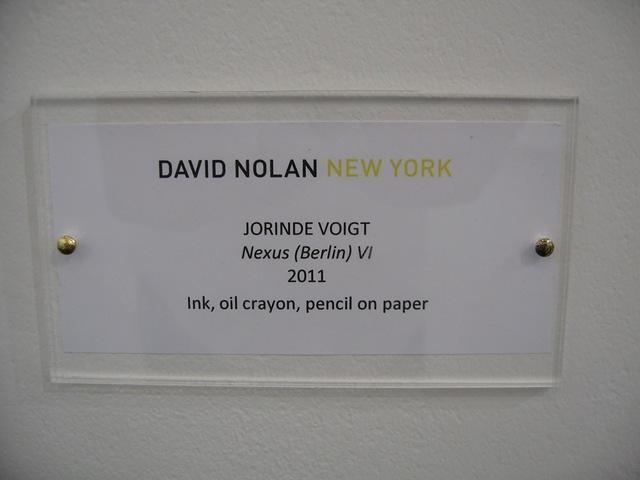 DAVID NOLAN NEW YORK
JORINDE VOIGT
Nexus (Berlin) VI
2011
Ink, oil crayon, pencil on paper